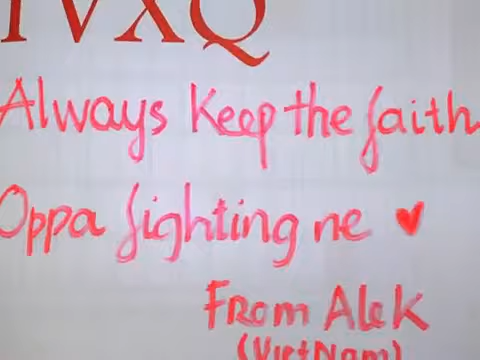 TVXQ
Always Keep the faith
Oppa fighting ne ♥
From Alek
(VietNam)